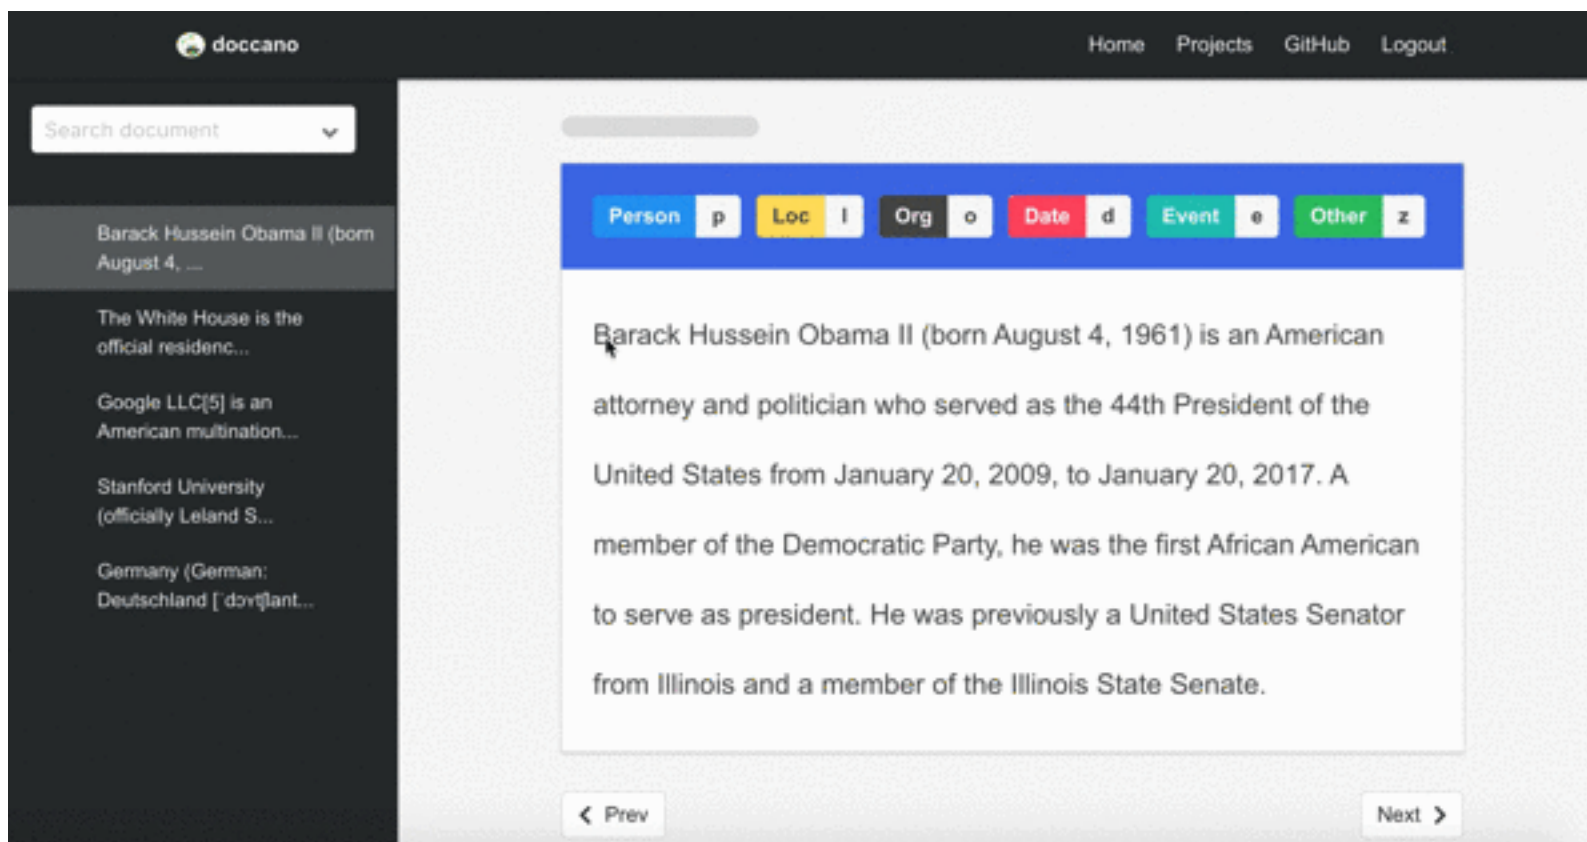 doccano
Home Projects GitHub Logout
Search document
Barack Hussein Obama II (born
August 4, ...
The White House is the
official residenc...
Google LLC[5] is an
American multination...
Stanford University
(officially Leland S...
Germany (German:
Deutschland [ˈdɔʏtʃlant...
Person p Loc l Org o Date d Event e Other z
Barack Hussein Obama II (born August 4, 1961) is an American
attorney and politician who served as the 44th President of the
United States from January 20, 2009, to January 20, 2017. A
member of the Democratic Party, he was the first African American
to serve as president. He was previously a United States Senator
from Illinois and a member of the Illinois State Senate.
Prev
Next